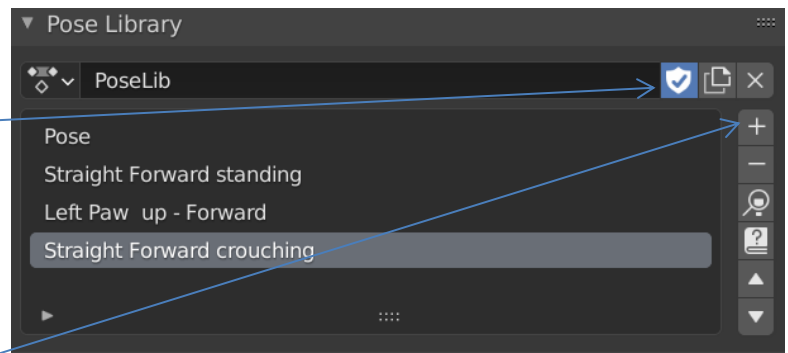 Pose Library
PoseLib
Pose
Straight Forward standing
Left Paw  up - Forward
Straight Forward crouching